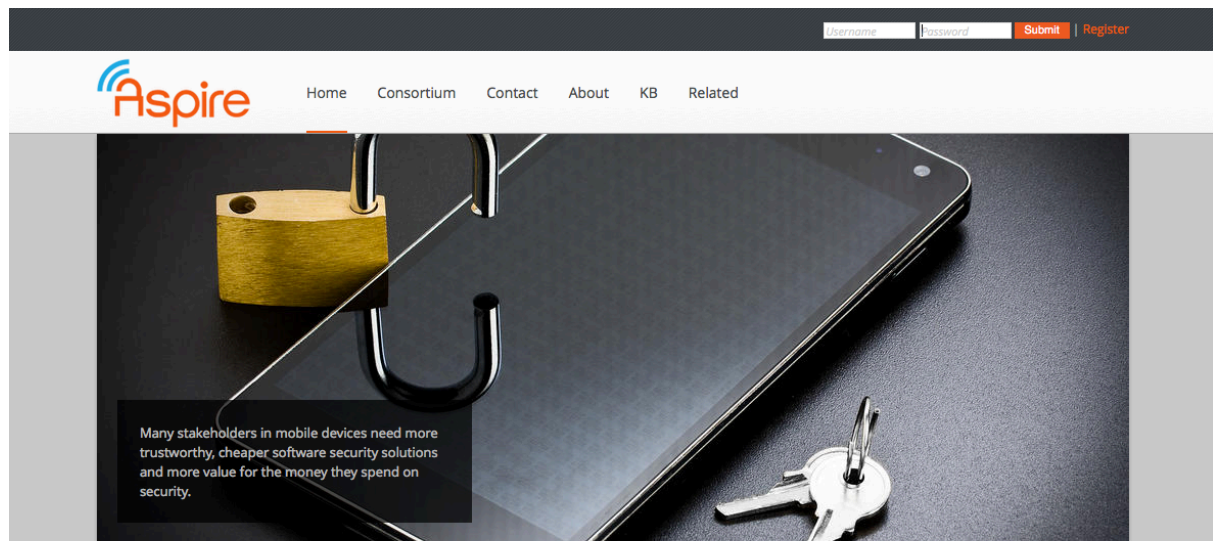 Username Password Submit | Register
Aspire Home Consortium Contact About KB Related
Many stakeholders in mobile devices need more
trustworthy, cheaper software security solutions
and more value for the money they spend on
security.